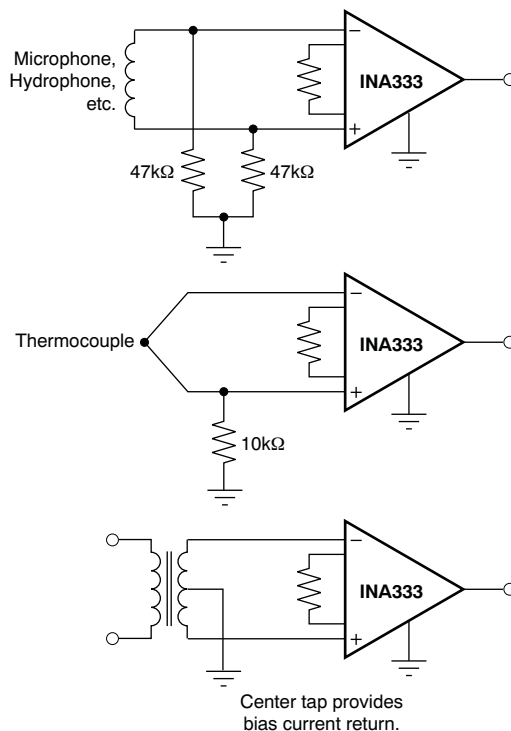 Microphone,
Hydrophone,
etc.
−
INA333
+
47kΩ
47kΩ
Thermocouple
−
INA333
+
10kΩ
−
INA333
+
Center tap provides
bias current return.